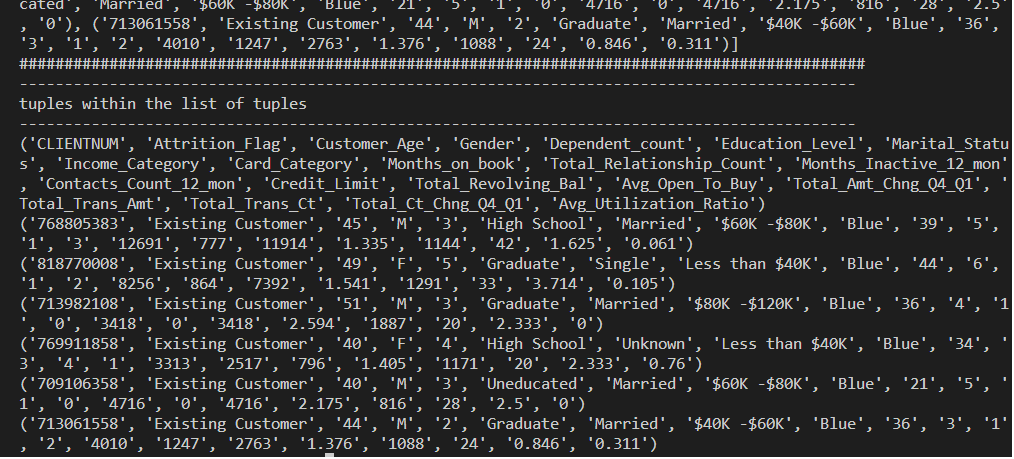 cated', 'Married', '$60K -$80K', 'Blue', '21', '5', '1', '0', '4716', '0', '4716', '2.175', '816', '28', '2.5'
, '0'), ('713061558', 'Existing Customer', '44', 'M', '2', 'Graduate', 'Married', '$40K -$60K', 'Blue', '36',
'3', '1', '2', '4010', '1247', '2763', '1.376', '1088', '24', '0.846', '0.311')]
##############################################################################################
---------------------------------------------------------------------------------------------
tuples within the list of tuples
---------------------------------------------------------------------------------------------
('CLIENTNUM', 'Attrition_Flag', 'Customer_Age', 'Gender', 'Dependent_count', 'Education_Level', 'Marital_Statu
s', 'Income_Category', 'Card_Category', 'Months_on_book', 'Total_Relationship_Count', 'Months_Inactive_12_mon'
, 'Contacts_Count_12_mon', 'Credit_Limit', 'Total_Revolving_Bal', 'Avg_Open_To_Buy', 'Total_Amt_Chng_Q4_Q1', '
Total_Trans_Amt', 'Total_Trans_Ct', 'Total_Ct_Chng_Q4_Q1', 'Avg_Utilization_Ratio')
('768805383', 'Existing Customer', '45', 'M', '3', 'High School', 'Married', '$60K -$80K', 'Blue', '39', '5',
'1', '3', '12691', '777', '11914', '1.335', '1144', '42', '1.625', '0.061')
('818770008', 'Existing Customer', '49', 'F', '5', 'Graduate', 'Single', 'Less than $40K', 'Blue', '44', '6',
'1', '2', '8256', '864', '7392', '1.541', '1291', '33', '3.714', '0.105')
('713982108', 'Existing Customer', '51', 'M', '3', 'Graduate', 'Married', '$80K -$120K', 'Blue', '36', '4', '1
', '0', '3418', '0', '3418', '2.594', '1887', '20', '2.333', '0')
('769911858', 'Existing Customer', '40', 'F', '4', 'High School', 'Unknown', 'Less than $40K', 'Blue', '34', '
3', '4', '1', '3313', '2517', '796', '1.405', '1171', '20', '2.333', '0.76')
('709106358', 'Existing Customer', '40', 'M', '3', 'Uneducated', 'Married', '$60K -$80K', 'Blue', '21', '5', '
1', '0', '4716', '0', '4716', '2.175', '816', '28', '2.5', '0')
('713061558', 'Existing Customer', '44', 'M', '2', 'Graduate', 'Married', '$40K -$60K', 'Blue', '36', '3', '1'
, '2', '4010', '1247', '2763', '1.376', '1088', '24', '0.846', '0.311')